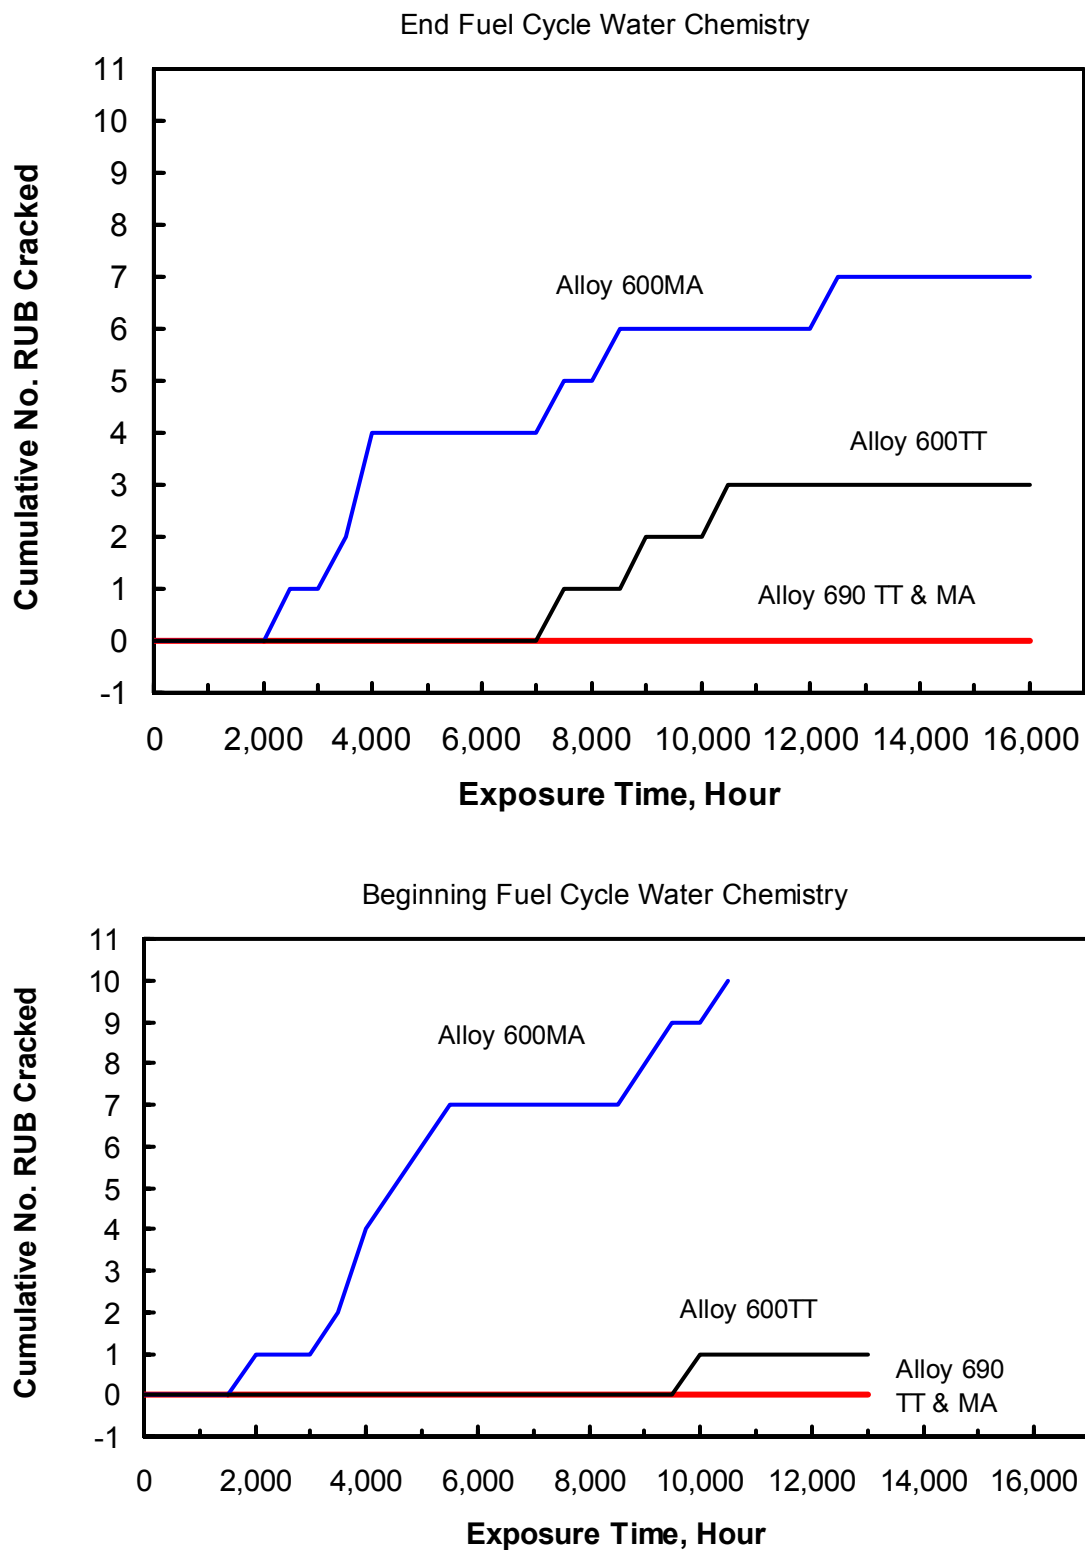 End Fuel Cycle Water Chemistry
11
10
9
8
7
6
5
4
3
2
1
0
-1
Cumulative No. RUB Cracked
Alloy 600MA
Alloy 600TT
Alloy 690 TT & MA
0 2,000 4,000 6,000 8,000 10,000 12,000 14,000 16,000
Exposure Time, Hour
Beginning Fuel Cycle Water Chemistry
11
10
9
8
7
6
5
4
3
2
1
0
-1
Cumulative No. RUB Cracked
Alloy 600MA
Alloy 600TT
Alloy 690
TT & MA
0 2,000 4,000 6,000 8,000 10,000 12,000 14,000 16,000
Exposure Time, Hour